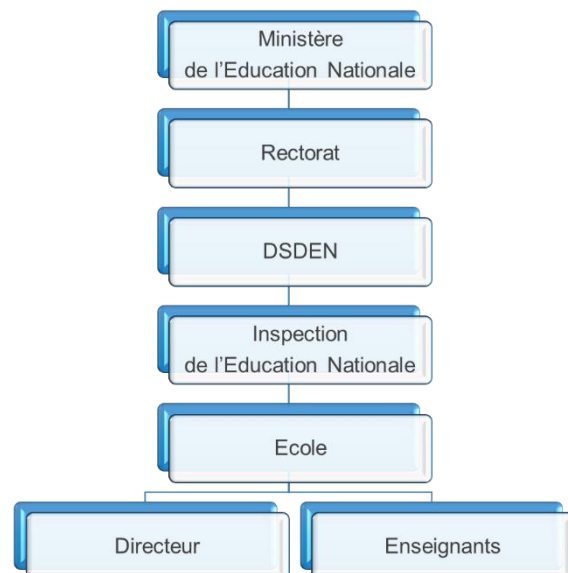 Ministère
de l'Education Nationale
Rectorat
DSDEN
Inspection
de l'Education Nationale
Ecole
Directeur
Enseignants